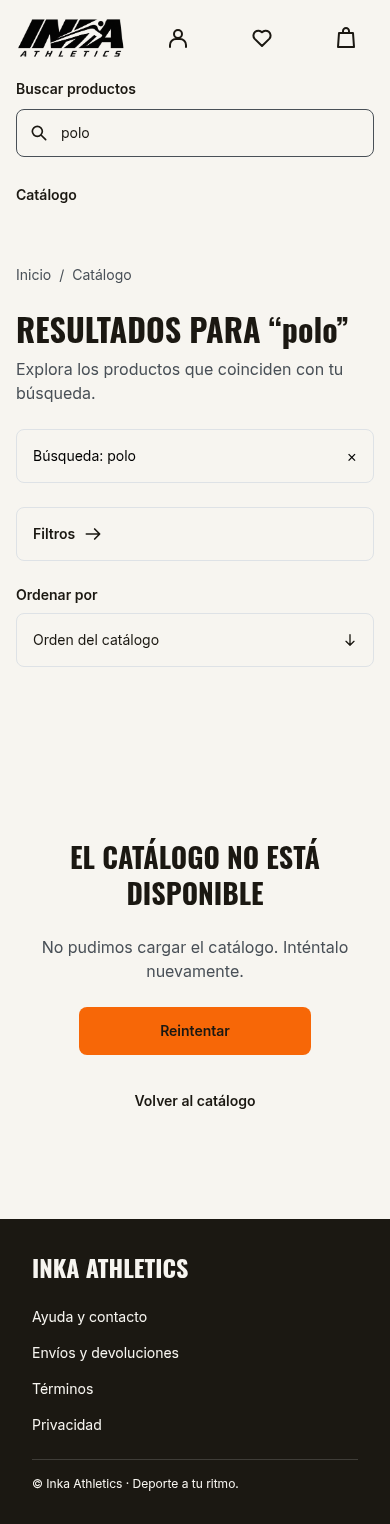 INKA
ATHLETICS
Buscar productos
polo
Catálogo
Inicio / Catálogo
RESULTADOS PARA “polo”
Explora los productos que coinciden con tu
búsqueda.
Búsqueda: polo ×
Filtros →
Ordenar por
Orden del catálogo ↓
EL CATÁLOGO NO ESTÁ
DISPONIBLE
No pudimos cargar el catálogo. Inténtalo
nuevamente.
Reintentar
Volver al catálogo
INKA ATHLETICS
Ayuda y contacto
Envíos y devoluciones
Términos
Privacidad
© Inka Athletics · Deporte a tu ritmo.